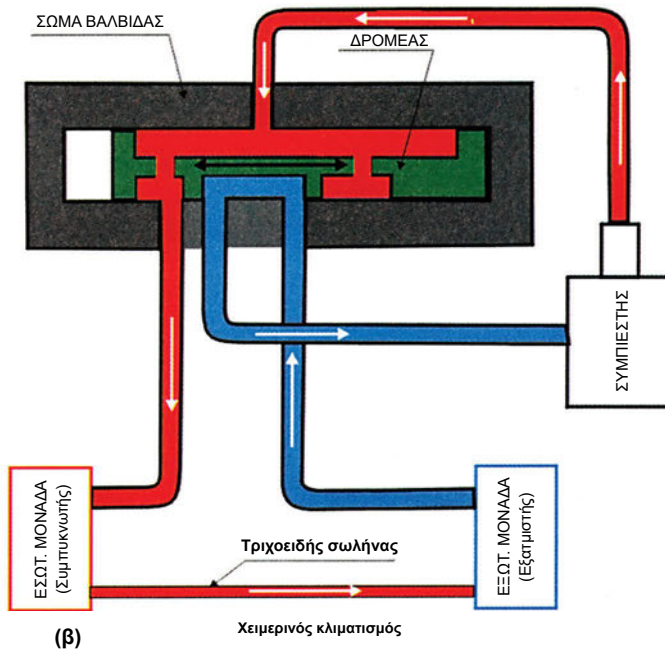 ΣΩΜΑ ΒΑΛΒΙΔΑΣ
ΔΡΟΜΕΑΣ
ΣΥΜΠΙΕΣΤΗΣ
ΕΣΩΤ. ΜΟΝΑΔΑ
(Συμπυκνωτής)
Τριχοειδής σωλήνας
ΕΞΩΤ. ΜΟΝΑΔΑ
(Εξατμιστής)
(β)
Χειμερινός κλιματισμός